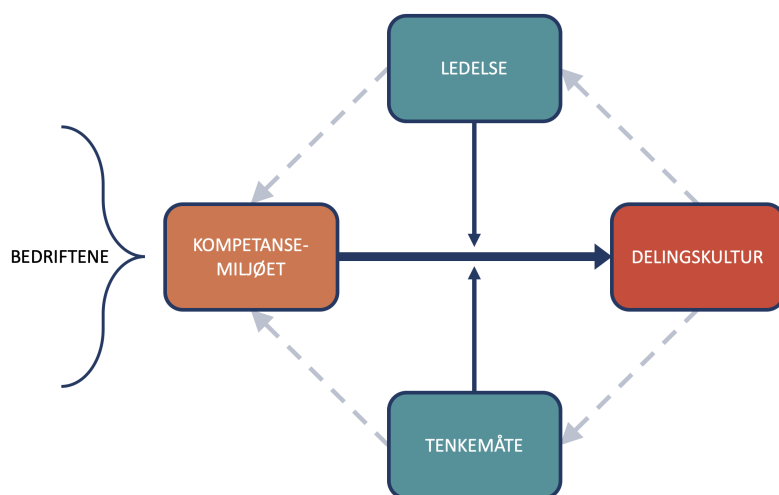 LEDELSE
BEDRIFTENE
KOMPETANSE-
MILJØET
DELINGSKULTUR
TENKEMÅTE